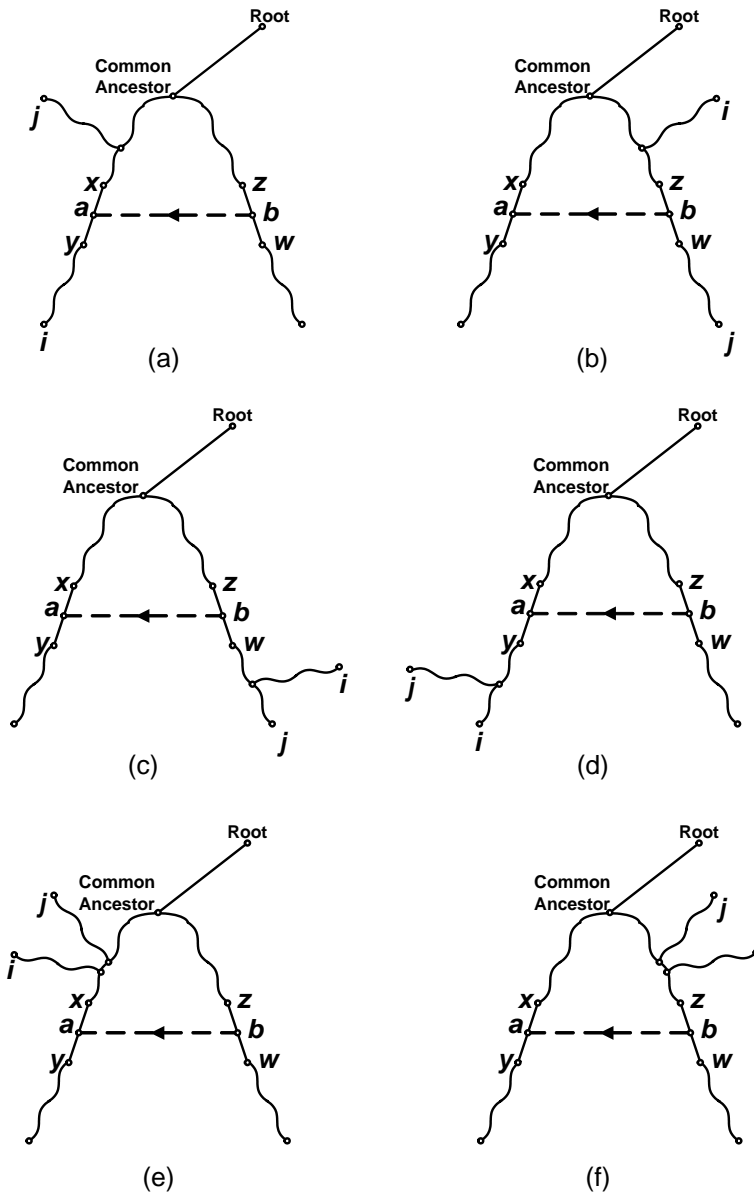 Root
Common
Ancestor
j
x
z
a
b
y
w
i
(a)
Root
Common
Ancestor
i
x
z
a
b
y
w
j
(b)
Root
Common
Ancestor
x
z
a
b
y
w
i
j
(c)
Root
Common
Ancestor
x
z
a
b
y
w
j
i
(d)
Root
Common
Ancestor
j
i
x
z
a
b
y
w
(e)
Root
Common
Ancestor
j
x
z
a
b
y
w
(f)